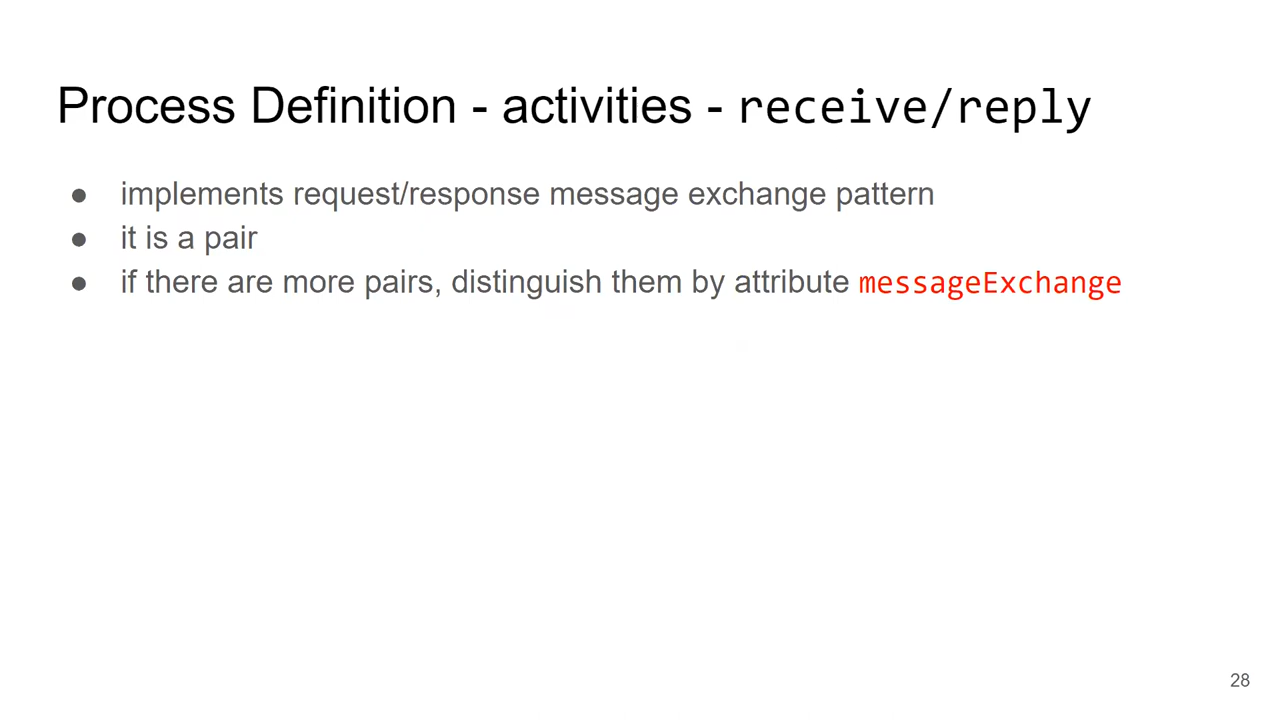 Process Definition - activities - receive/reply
● implements request/response message exchange pattern
● it is a pair
● if there are more pairs, distinguish them by attribute messageExchange
28